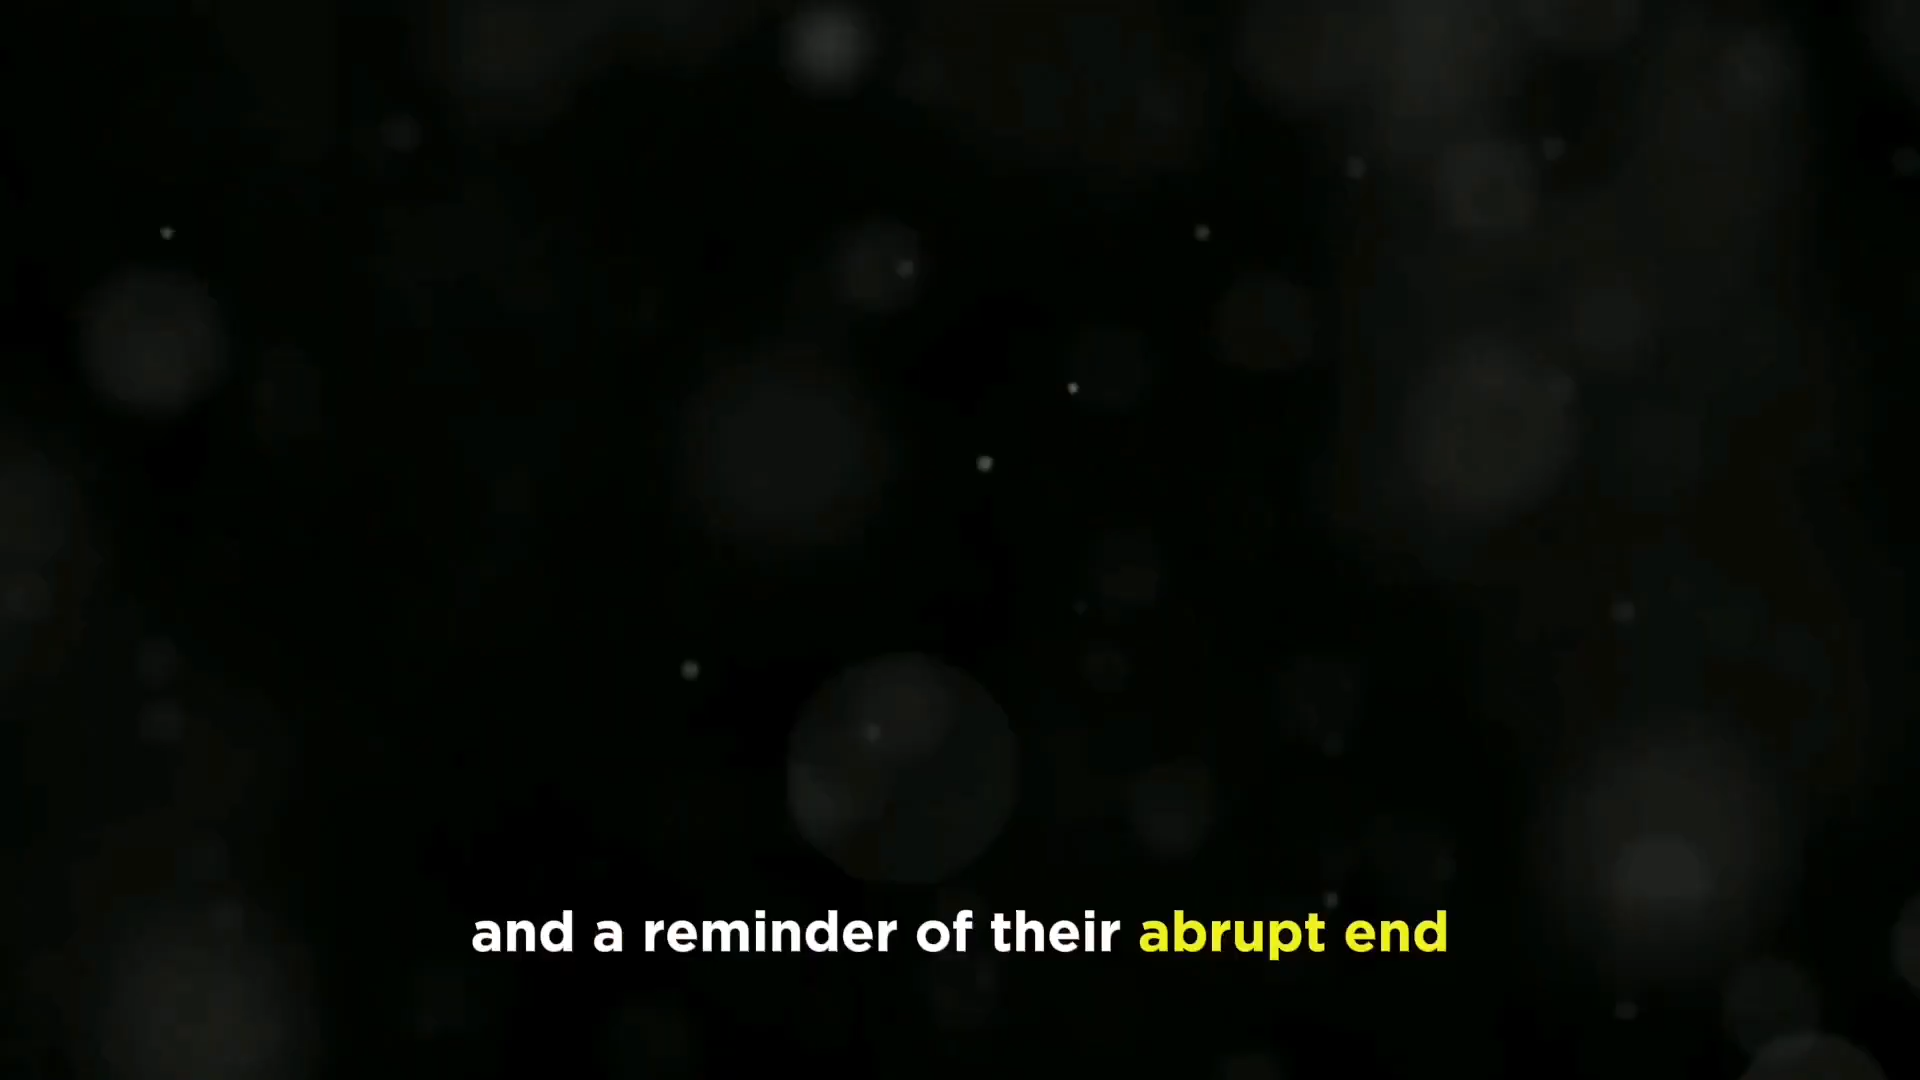 and a reminder of their abrupt end